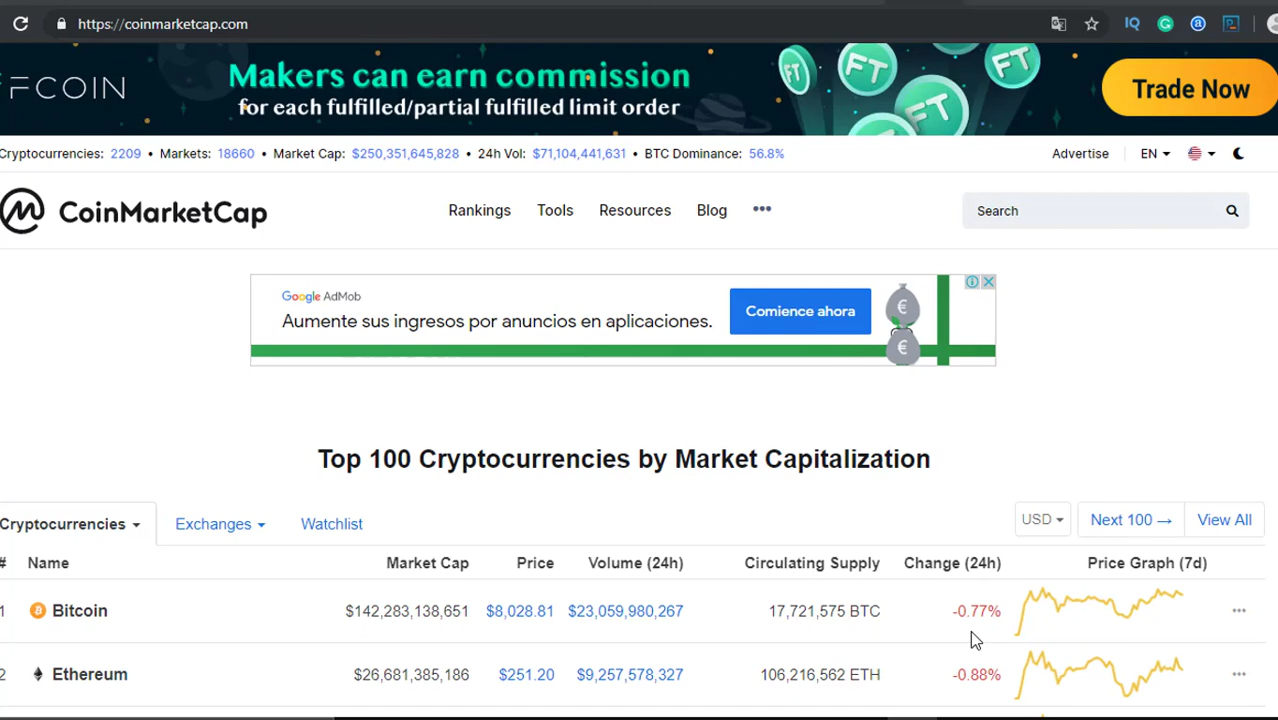 https://coinmarketcap.com
FCOIN
Makers can earn commission
for each fulfilled/partial fulfilled limit order
FT FT FT FT
Trade Now
Cryptocurrencies: 2209 • Markets: 18660 • Market Cap: $250,351,645,828 • 24h Vol: $71,104,441,631 • BTC Dominance: 56.8%
Advertise EN
CoinMarketCap
Rankings Tools Resources Blog •••
Search
Google AdMob
Aumente sus ingresos por anuncios en aplicaciones.
Comience ahora
€
€
Top 100 Cryptocurrencies by Market Capitalization
Cryptocurrencies Exchanges Watchlist
USD Next 100 → View All
# Name Market Cap Price Volume (24h) Circulating Supply Change (24h) Price Graph (7d)
1 Bitcoin $142,283,138,651 $8,028.81 $23,059,980,267 17,721,575 BTC -0.77% •••
2 Ethereum $26,681,385,186 $251.20 $9,257,578,327 106,216,562 ETH -0.88% •••